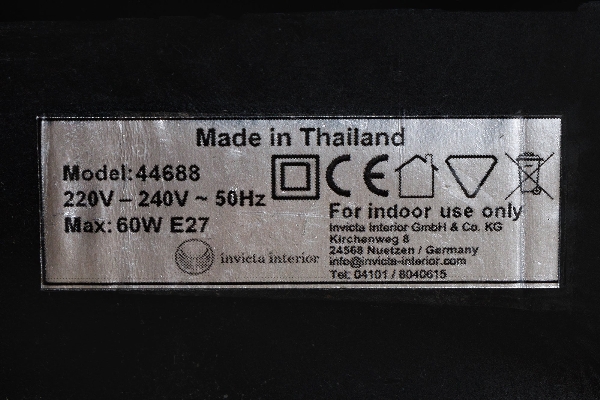 Made in Thailand
Model:44688
220V – 240V ~ 50Hz
Max: 60W E27
CE
For indoor use only
Invicta Interior GmbH & Co. KG
Kirchenweg 8
24568 Nuetzen / Germany
info@invicta-interior.com
Tel: 04101 / 8040615
invicta interior